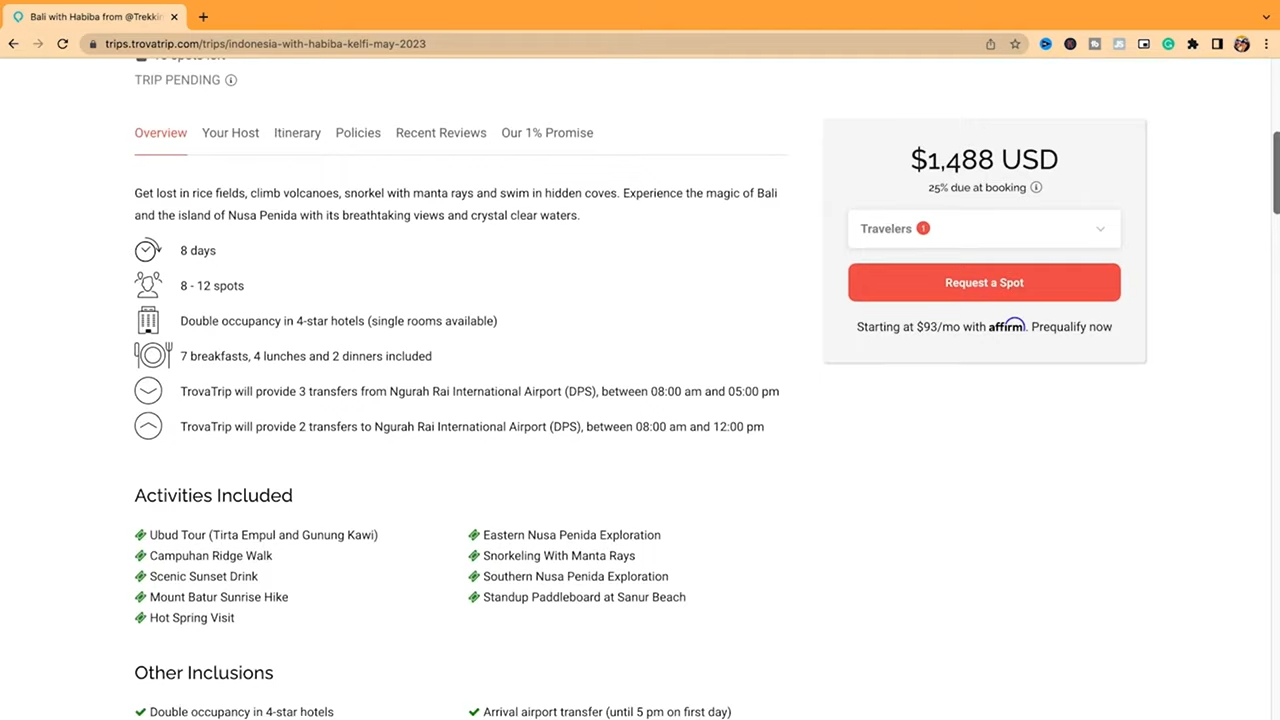 Bali with Habiba from @Trekkin
trips.trovatrip.com/trips/indonesia-with-habiba-kelfi-may-2023
TRIP PENDING
Overview Your Host Itinerary Policies Recent Reviews Our 1% Promise
Get lost in rice fields, climb volcanoes, snorkel with manta rays and swim in hidden coves. Experience the magic of Bali
and the island of Nusa Penida with its breathtaking views and crystal clear waters.
8 days
8 - 12 spots
Double occupancy in 4-star hotels (single rooms available)
7 breakfasts, 4 lunches and 2 dinners included
TrovaTrip will provide 3 transfers from Ngurah Rai International Airport (DPS), between 08:00 am and 05:00 pm
TrovaTrip will provide 2 transfers to Ngurah Rai International Airport (DPS), between 08:00 am and 12:00 pm
$1,488 USD
25% due at booking
Travelers 1
Request a Spot
Starting at $93/mo with affirm. Prequalify now
Activities Included
Ubud Tour (Tirta Empul and Gunung Kawi)
Campuhan Ridge Walk
Scenic Sunset Drink
Mount Batur Sunrise Hike
Hot Spring Visit
Eastern Nusa Penida Exploration
Snorkeling With Manta Rays
Southern Nusa Penida Exploration
Standup Paddleboard at Sanur Beach
Other Inclusions
Double occupancy in 4-star hotels
Arrival airport transfer (until 5 pm on first day)